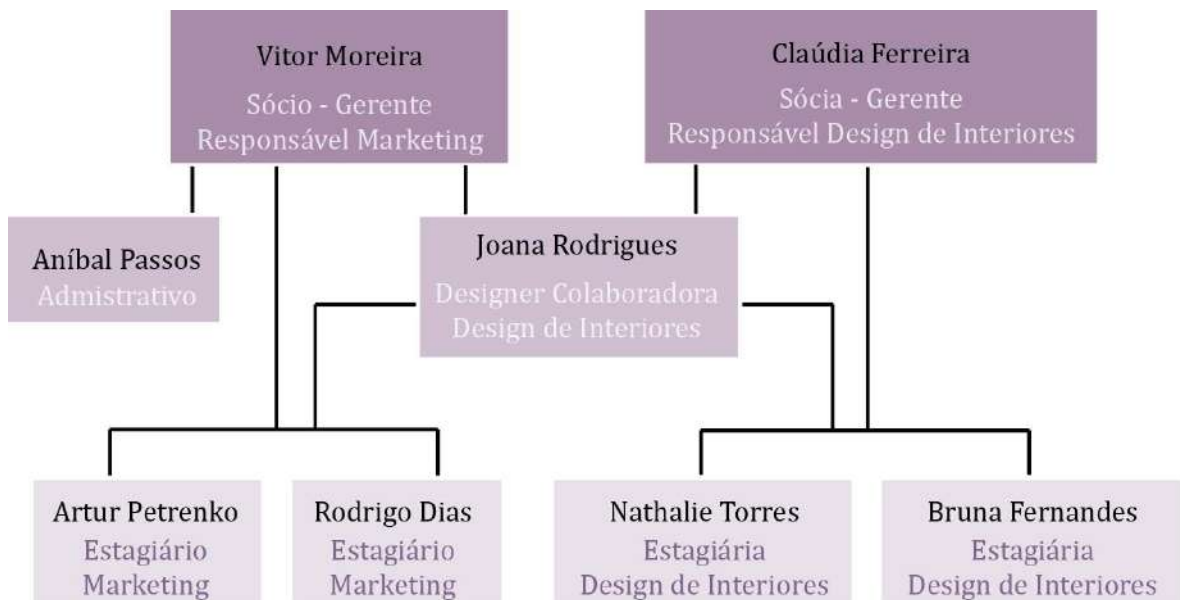 Vitor Moreira
Sócio - Gerente
Responsável Marketing
Claúdia Ferreira
Sócia - Gerente
Responsável Design de Interiores
Aníbal Passos
Admistrativo
Joana Rodrigues
Designer Colaboradora
Design de Interiores
Artur Petrenko
Estagiário
Marketing
Rodrigo Dias
Estagiário
Marketing
Nathalie Torres
Estagiária
Design de Interiores
Bruna Fernandes
Estagiária
Design de Interiores